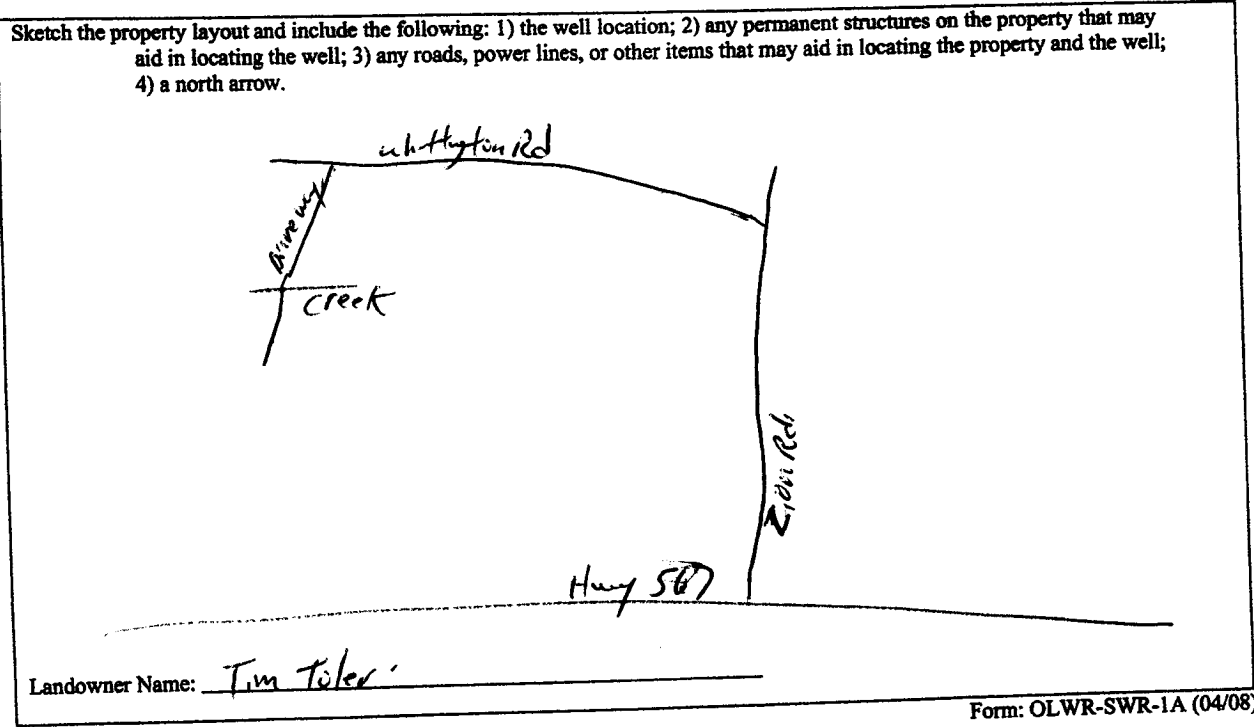 Sketch the property layout and include the following: 1) the well location; 2) any permanent structures on the property that may
aid in locating the well; 3) any roads, power lines, or other items that may aid in locating the property and the well;
4) a north arrow.
Whittington Rd
Driveway
Creek
Zion Rd.
Hwy
Landowner Name: Tim Toler
Form: OLWR-SWR-1A (04/08)